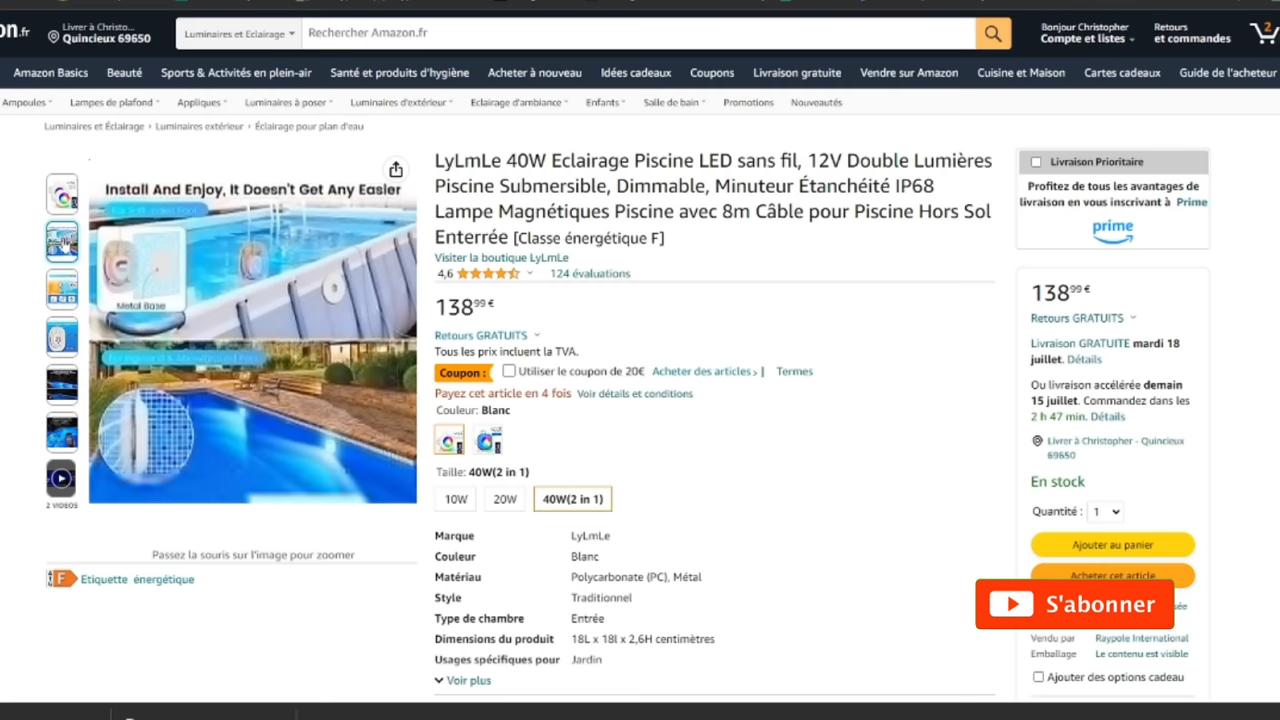 on.fr
Livrer à Christo...
Quincieux 69650
Luminaires et Eclairage
Rechercher Amazon.fr
Bonjour Christopher
Compte et listes
Retours
et commandes
2
Amazon Basics
Beauté
Sports & Activités en plein-air
Santé et produits d'hygiène
Acheter à nouveau
Idées cadeaux
Coupons
Livraison gratuite
Vendre sur Amazon
Cuisine et Maison
Cartes cadeaux
Guide de l'acheteur
Ampoules
Lampes de plafond
Appliques
Luminaires à poser
Luminaires d'extérieur
Eclairage d'ambiance
Enfants
Salle de bain
Promotions
Nouveautés
Luminaires et Éclairage › Luminaires extérieur › Éclairage pour plan d'eau
Install And Enjoy, It Doesn't Get Any Easier
Metal Base
2 VIDEOS
Passez la souris sur l'image pour zoomer
F
Etiquette énergétique
LyLmLe 40W Eclairage Piscine LED sans fil, 12V Double Lumières
Piscine Submersible, Dimmable, Minuteur Étanchéité IP68
Lampe Magnétiques Piscine avec 8m Câble pour Piscine Hors Sol
Enterrée [Classe énergétique F]
Visiter la boutique LyLmLe
4,6
124 évaluations
138,99 €
Retours GRATUITS
Tous les prix incluent la TVA.
Coupon :
Utiliser le coupon de 20€ Acheter des articles › | Termes
Payez cet article en 4 fois Voir détails et conditions
Couleur: Blanc
Taille: 40W(2 in 1)
10W
20W
40W(2 in 1)
Marque LyLmLe
Couleur Blanc
Matériau Polycarbonate (PC), Métal
Style Traditionnel
Type de chambre Entrée
Dimensions du produit 18L x 18l x 2,6H centimètres
Usages spécifiques pour Jardin
Voir plus
Livraison Prioritaire
Profitez de tous les avantages de
livraison en vous inscrivant à Prime
prime
138,99 €
Retours GRATUITS
Livraison GRATUITE mardi 18
juillet. Détails
Ou livraison accélérée demain
15 juillet. Commandez dans les
2 h 47 min. Détails
Livrer à Christopher - Quincieux
69650
En stock
Quantité : 1
Ajouter au panier
Acheter cet article
S'abonner
Vendu par Raypole International
Emballage Le contenu est visible
Ajouter des options cadeau